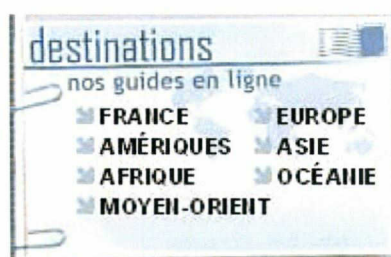 destinations
nos guides en ligne
FRANCE EUROPE
AMÉRIQUES ASIE
AFRIQUE OCÉANIE
MOYEN-ORIENT